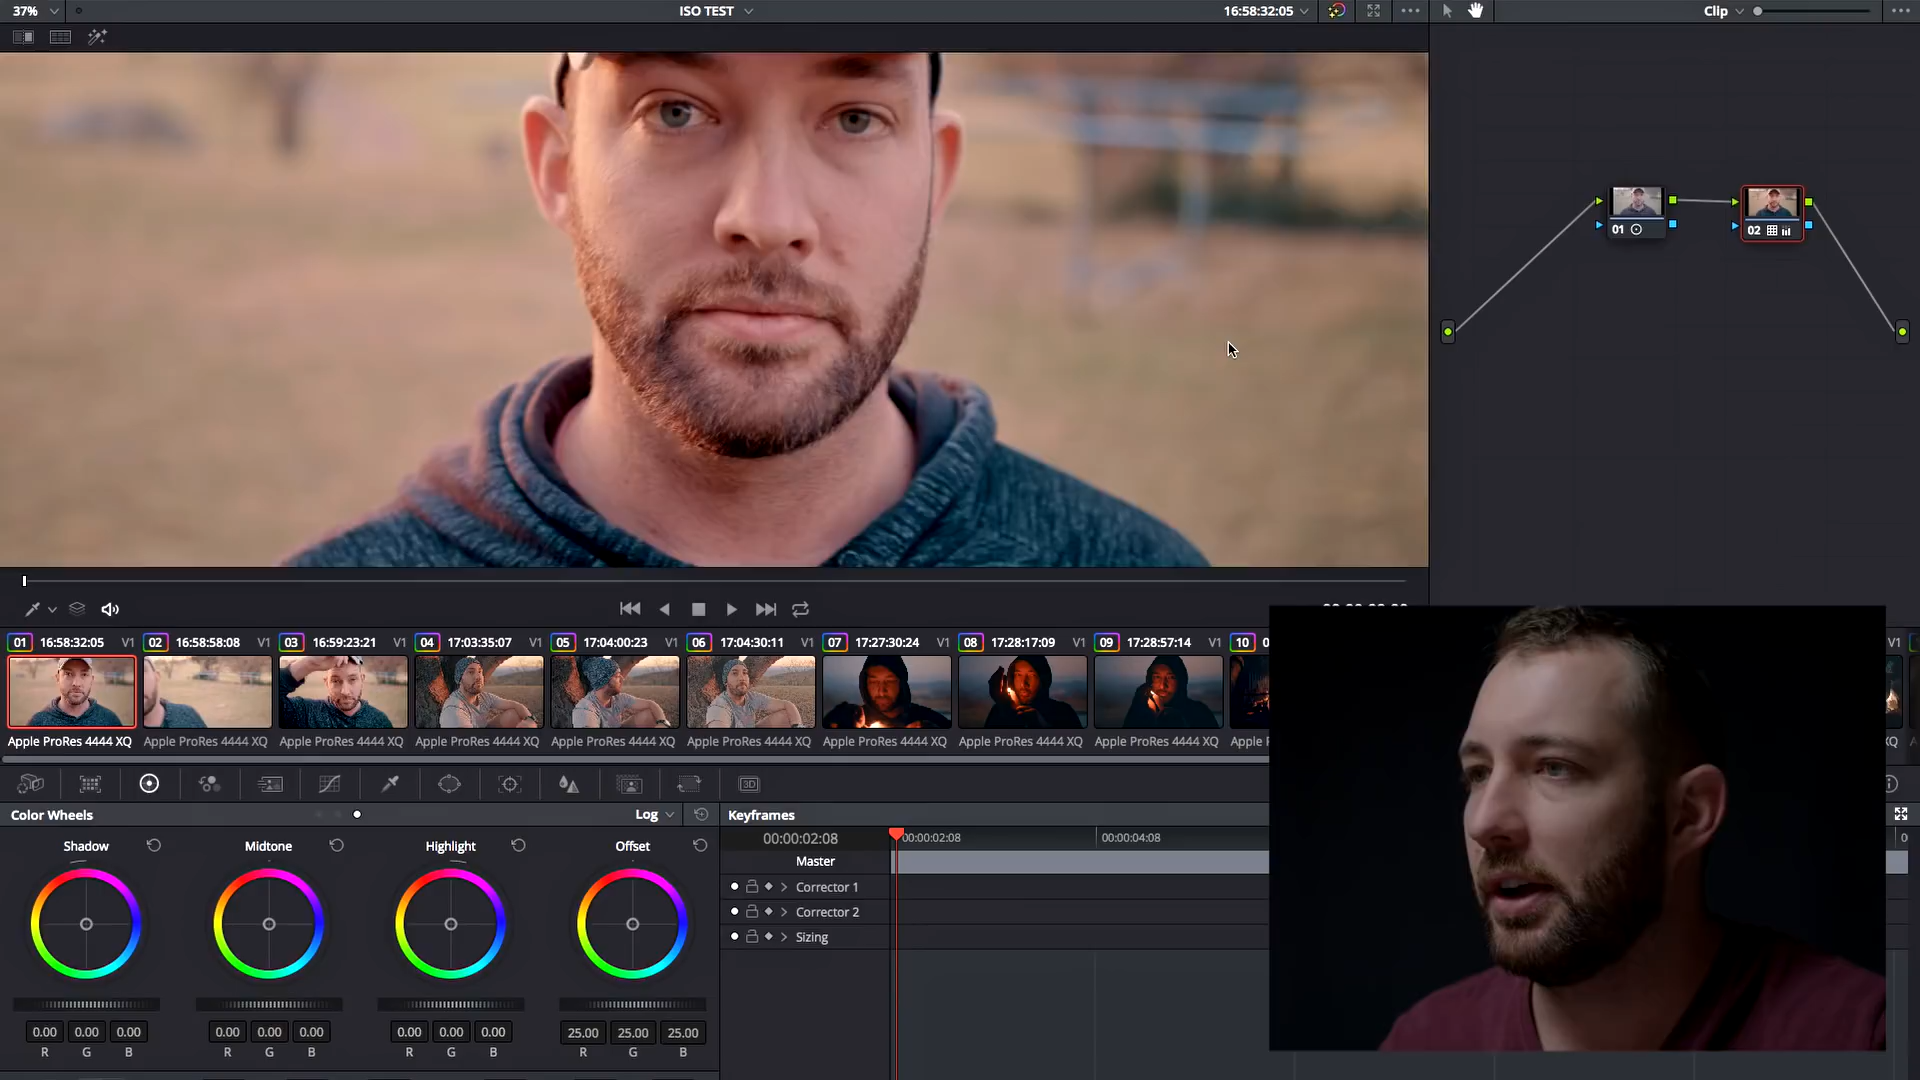 37%
ISO TEST
16:58:32:05
Clip
01
02
01 16:58:32:05 V1
02 16:58:58:08 V1
03 16:59:23:21 V1
04 17:03:35:07 V1
05 17:04:00:23 V1
06 17:04:30:11 V1
07 17:27:30:24 V1
08 17:28:17:09 V1
09 17:28:57:14 V1
10 0
V1
Apple ProRes 4444 XQ
Apple ProRes 4444 XQ
Apple ProRes 4444 XQ
Apple ProRes 4444 XQ
Apple ProRes 4444 XQ
Apple ProRes 4444 XQ
Apple ProRes 4444 XQ
Apple ProRes 4444 XQ
Apple ProRes 4444 XQ
Apple P
XQ
3D
Color Wheels
Log
Keyframes
Shadow
Midtone
Highlight
Offset
00:00:02:08
00:00:02:08
00:00:04:08
Master
Corrector 1
Corrector 2
Sizing
0.00 0.00 0.00
0.00 0.00 0.00
0.00 0.00 0.00
25.00 25.00 25.00
R G B
R G B
R G B
R G B